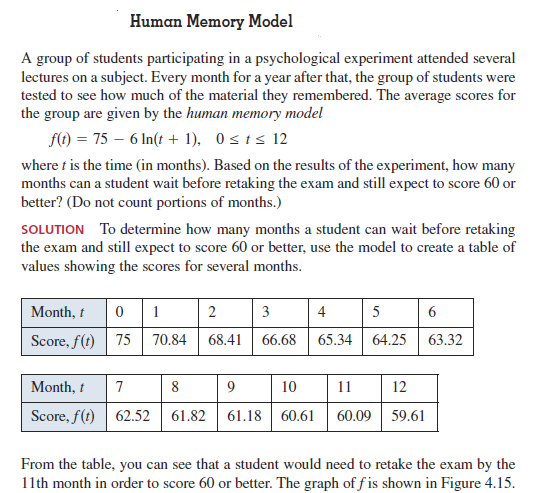 Human Memory Model
A group of students participating in a psychological experiment attended several
lectures on a subject. Every month for a year after that, the group of students were
tested to see how much of the material they remembered. The average scores for
the group are given by the human memory model
f(t) = 75 − 6 ln(t + 1), 0 ≤ t ≤ 12
where t is the time (in months). Based on the results of the experiment, how many
months can a student wait before retaking the exam and still expect to score 60 or
better? (Do not count portions of months.)
SOLUTION To determine how many months a student can wait before retaking
the exam and still expect to score 60 or better, use the model to create a table of
values showing the scores for several months.
Month, t 0 1 2 3 4 5 6
Score, f(t) 75 70.84 68.41 66.68 65.34 64.25 63.32
Month, t 7 8 9 10 11 12
Score, f(t) 62.52 61.82 61.18 60.61 60.09 59.61
From the table, you can see that a student would need to retake the exam by the
11th month in order to score 60 or better. The graph of f is shown in Figure 4.15.